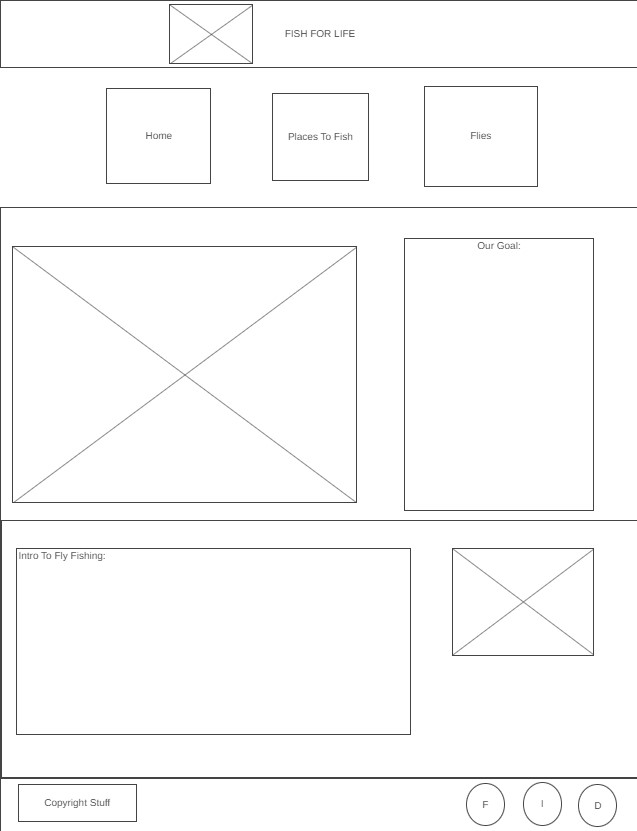 FISH FOR LIFE
Home
Places To Fish
Flies
Our Goal:
Intro To Fly Fishing:
Copyright Stuff
F
I
D